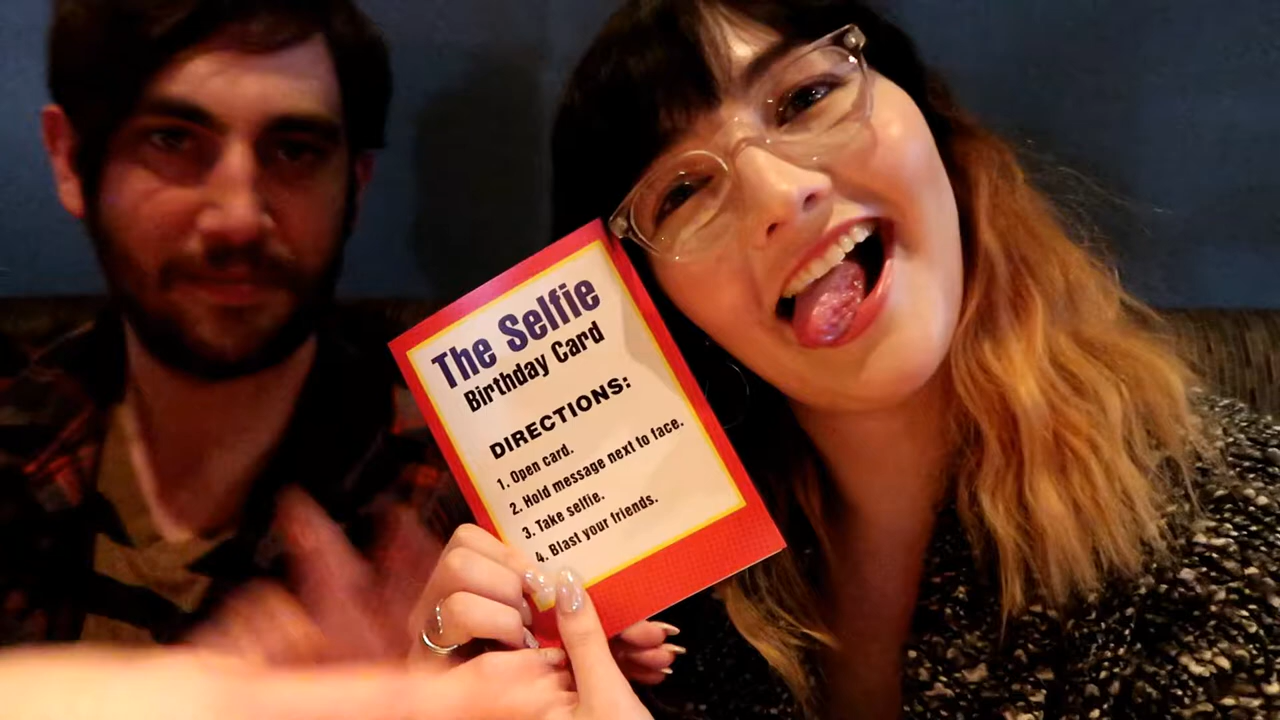 The Selfie
Birthday Card
DIRECTIONS:
1. Open card.
2. Hold message next to face.
3. Take selfie.
4. Blast your friends.